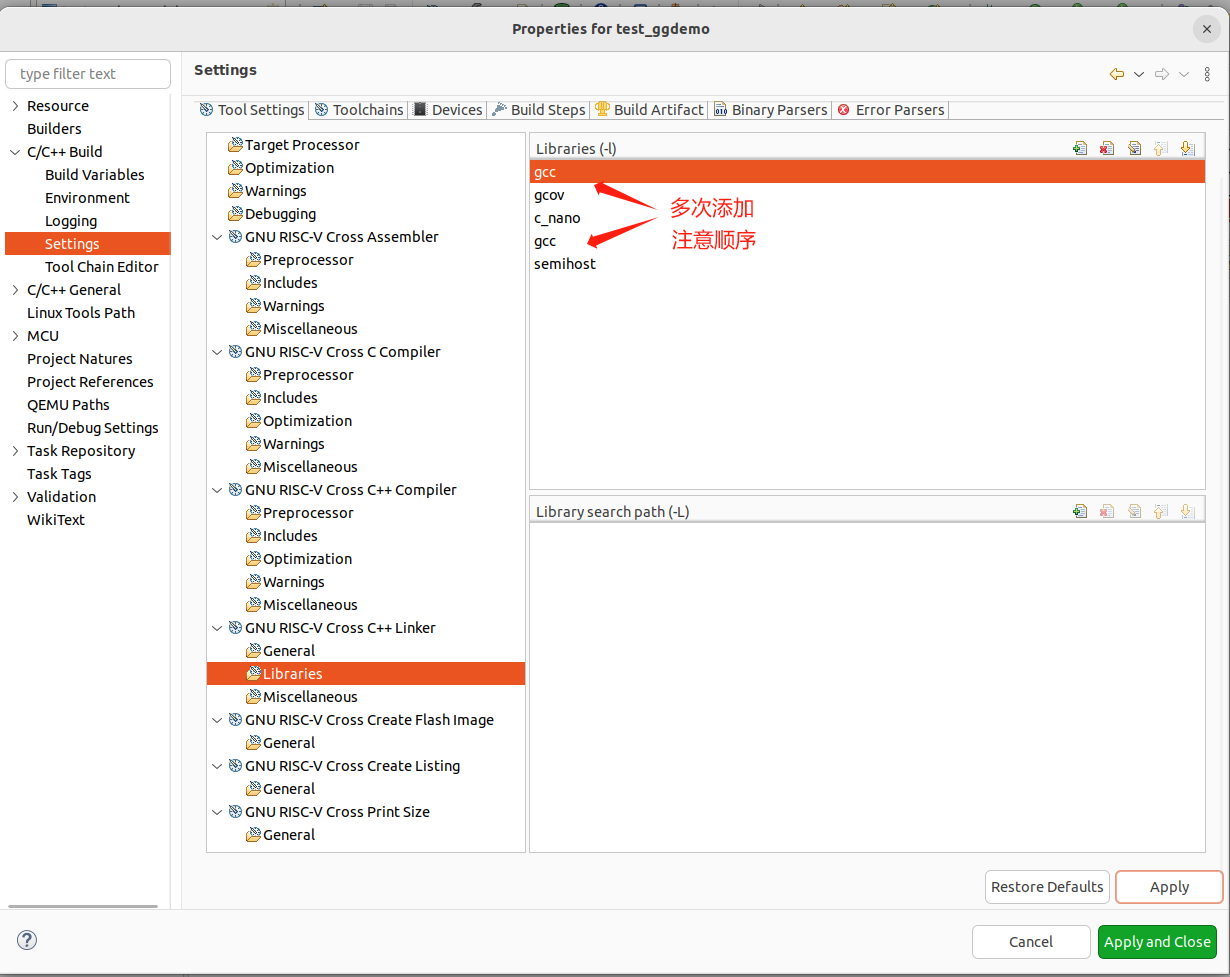 Properties for test_ggdemo
type filter text
Resource
Builders
C/C++ Build
Build Variables
Environment
Logging
Settings
Tool Chain Editor
C/C++ General
Linux Tools Path
MCU
Project Natures
Project References
QEMU Paths
Run/Debug Settings
Task Repository
Task Tags
Validation
WikiText
Settings
Tool Settings
Toolchains
Devices
Build Steps
Build Artifact
Binary Parsers
Error Parsers
Target Processor
Optimization
Warnings
Debugging
GNU RISC-V Cross Assembler
Preprocessor
Includes
Warnings
Miscellaneous
GNU RISC-V Cross C Compiler
Preprocessor
Includes
Optimization
Warnings
Miscellaneous
GNU RISC-V Cross C++ Compiler
Preprocessor
Includes
Optimization
Warnings
Miscellaneous
GNU RISC-V Cross C++ Linker
General
Libraries
Miscellaneous
GNU RISC-V Cross Create Flash Image
General
GNU RISC-V Cross Create Listing
General
GNU RISC-V Cross Print Size
General
Libraries (-l)
gcc
gcov
c_nano
gcc
semihost
多次添加
注意顺序
Library search path (-L)
Restore Defaults
Apply
Cancel
Apply and Close